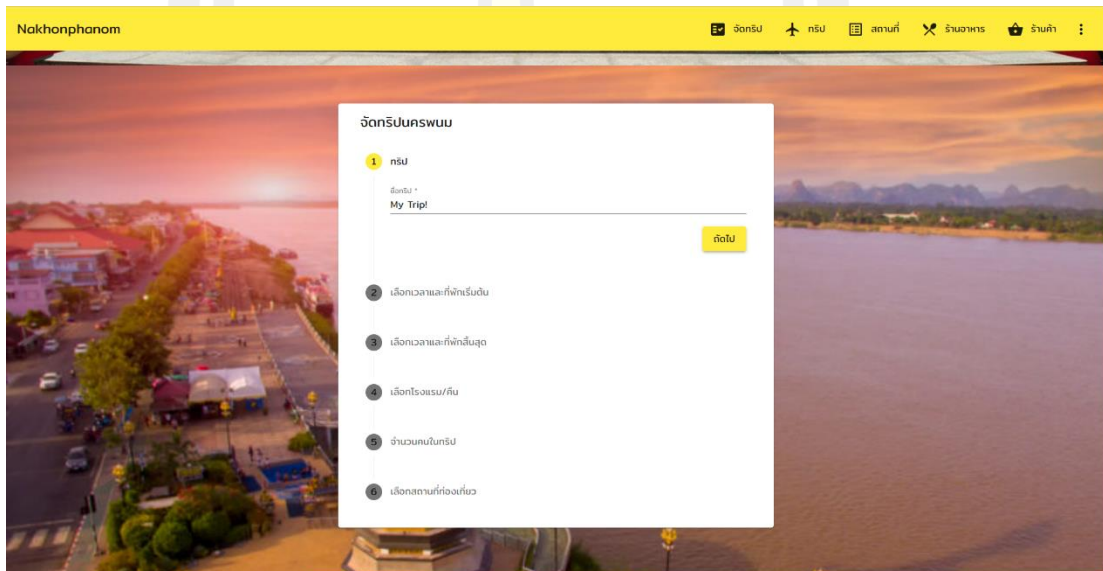 Nakhonphanom
จัดทริป
ทริป
สถานที่
ร้านอาหาร
ร้านค้า
จัดทริปนครพนม
1 ทริป
ชื่อทริป *
My Trip!
ถัดไป
2 เลือกเวลาและที่พักเริ่มต้น
3 เลือกเวลาและที่พักสิ้นสุด
4 เลือกโรงแรม/คืน
5 จำนวนคนในทริป
6 เลือกสถานที่ท่องเที่ยว